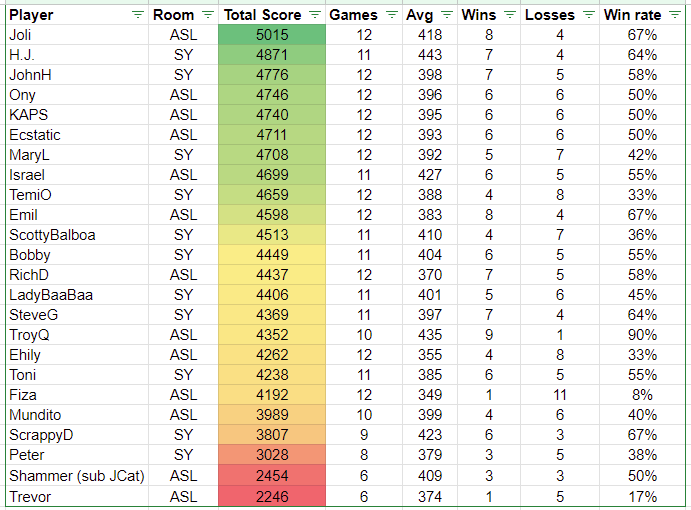 Player Room Total Score Games Avg Wins Losses Win rate
Joli ASL 5015 12 418 8 4 67%
H.J. SY 4871 11 443 7 4 64%
JohnH SY 4776 12 398 7 5 58%
Ony ASL 4746 12 396 6 6 50%
KAPS ASL 4740 12 395 6 6 50%
Ecstatic ASL 4711 12 393 6 6 50%
MaryL SY 4708 12 392 5 7 42%
Israel ASL 4699 11 427 6 5 55%
TemiO SY 4659 12 388 4 8 33%
Emil ASL 4598 12 383 8 4 67%
ScottyBalboa SY 4513 11 410 4 7 36%
Bobby SY 4449 11 404 6 5 55%
RichD ASL 4437 12 370 7 5 58%
LadyBaaBaa SY 4406 11 401 5 6 45%
SteveG SY 4369 11 397 7 4 64%
TroyQ ASL 4352 10 435 9 1 90%
Ehily ASL 4262 12 355 4 8 33%
Toni SY 4238 11 385 6 5 55%
Fiza ASL 4192 12 349 1 11 8%
Mundito ASL 3989 10 399 4 6 40%
ScrappyD SY 3807 9 423 6 3 67%
Peter SY 3028 8 379 3 5 38%
Shammer (sub JCat) ASL 2454 6 409 3 3 50%
Trevor ASL 2246 6 374 1 5 17%